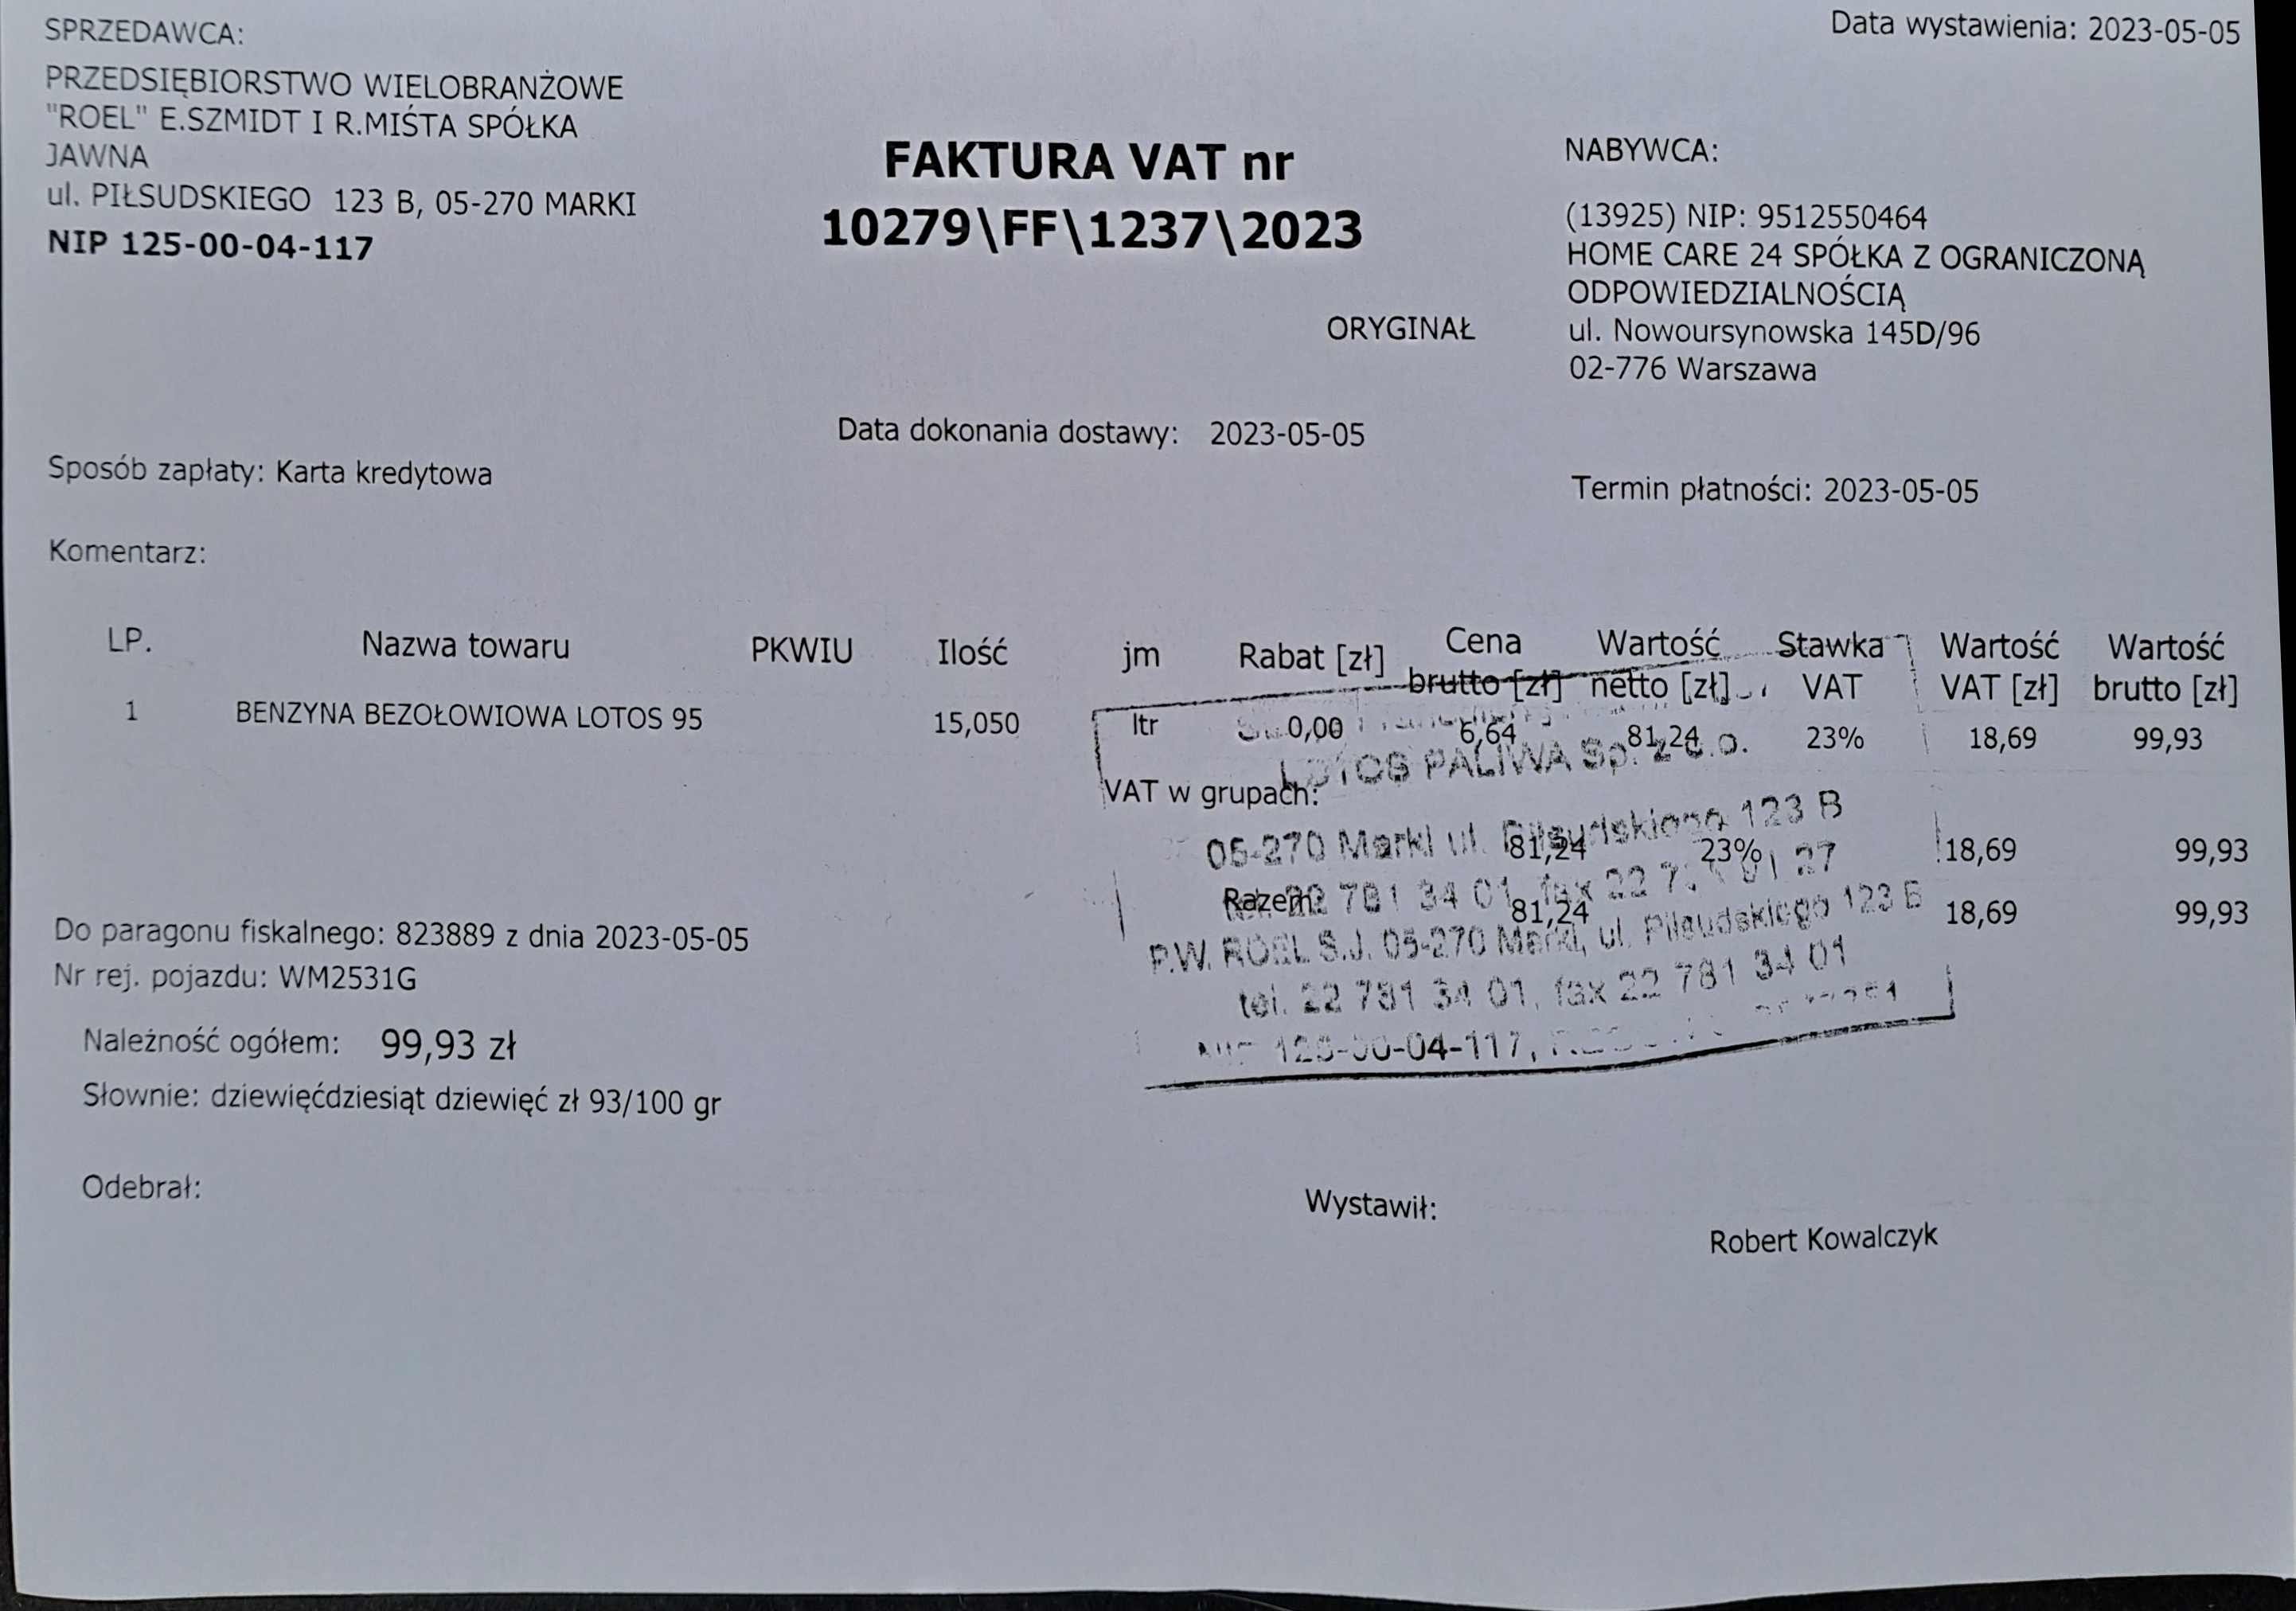 SPRZEDAWCA:
Data wystawienia: 2023-05-05
PRZEDSIĘBIORSTWO WIELOBRANŻOWE
"ROEL" E.SZMIDT I R.MIŚTA SPÓŁKA
JAWNA
ul. PIŁSUDSKIEGO 123 B, 05-270 MARKI
NIP 125-00-04-117
FAKTURA VAT nr
10279\FF\1237\2023
ORYGINAŁ
NABYWCA:
(13925) NIP: 9512550464
HOME CARE 24 SPÓŁKA Z OGRANICZONĄ
ODPOWIEDZIALNOŚCIĄ
ul. Nowoursynowska 145D/96
02-776 Warszawa
Data dokonania dostawy: 2023-05-05
Sposób zapłaty: Karta kredytowa
Termin płatności: 2023-05-05
Komentarz:
LP. Nazwa towaru PKWIU Ilość jm Rabat [zł] Cena brutto [zł] Wartość netto [zł] Stawka VAT Wartość VAT [zł] Wartość brutto [zł]
1 BENZYNA BEZOŁOWIOWA LOTOS 95 15,050 ltr 0,00 6,64 81,24 23% 18,69 99,93
VAT w grupach:
81,24 23% 18,69 99,93
Razem: 81,24 18,69 99,93
LOTOS PALIWA Sp. z o.o.
05-270 Marki ul. Piłsudskiego 123 B
tel. 22 781 34 01, fax 22 27
P.W. ROEL S.J. 05-270 Marki, ul. Piłsudskiego 123 B
tel. 22 781 34 01, fax 22 781 34 01
NIP 125-00-04-117,
Do paragonu fiskalnego: 823889 z dnia 2023-05-05
Nr rej. pojazdu: WM2531G
Należność ogółem: 99,93 zł
Słownie: dziewięćdziesiąt dziewięć zł 93/100 gr
Odebrał:
Wystawił:
Robert Kowalczyk